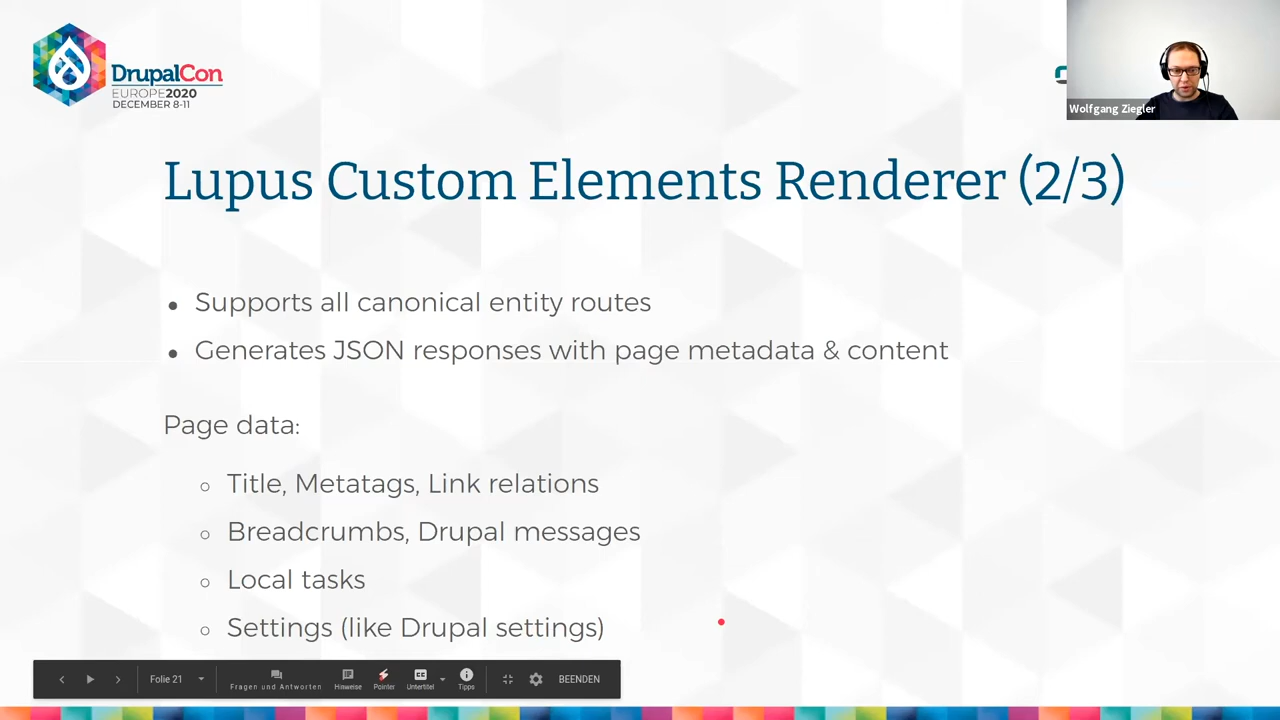 DrupalCon
EUROPE2020
DECEMBER 8-11
Wolfgang Ziegler
Lupus Custom Elements Renderer (2/3)
• Supports all canonical entity routes
• Generates JSON responses with page metadata & content
Page data:
○ Title, Metatags, Link relations
○ Breadcrumbs, Drupal messages
○ Local tasks
○ Settings (like Drupal settings)
Folie 21
Fragen und Antworten
Hinweise
Pointer
CC
Untertitel
Tipps
BEENDEN